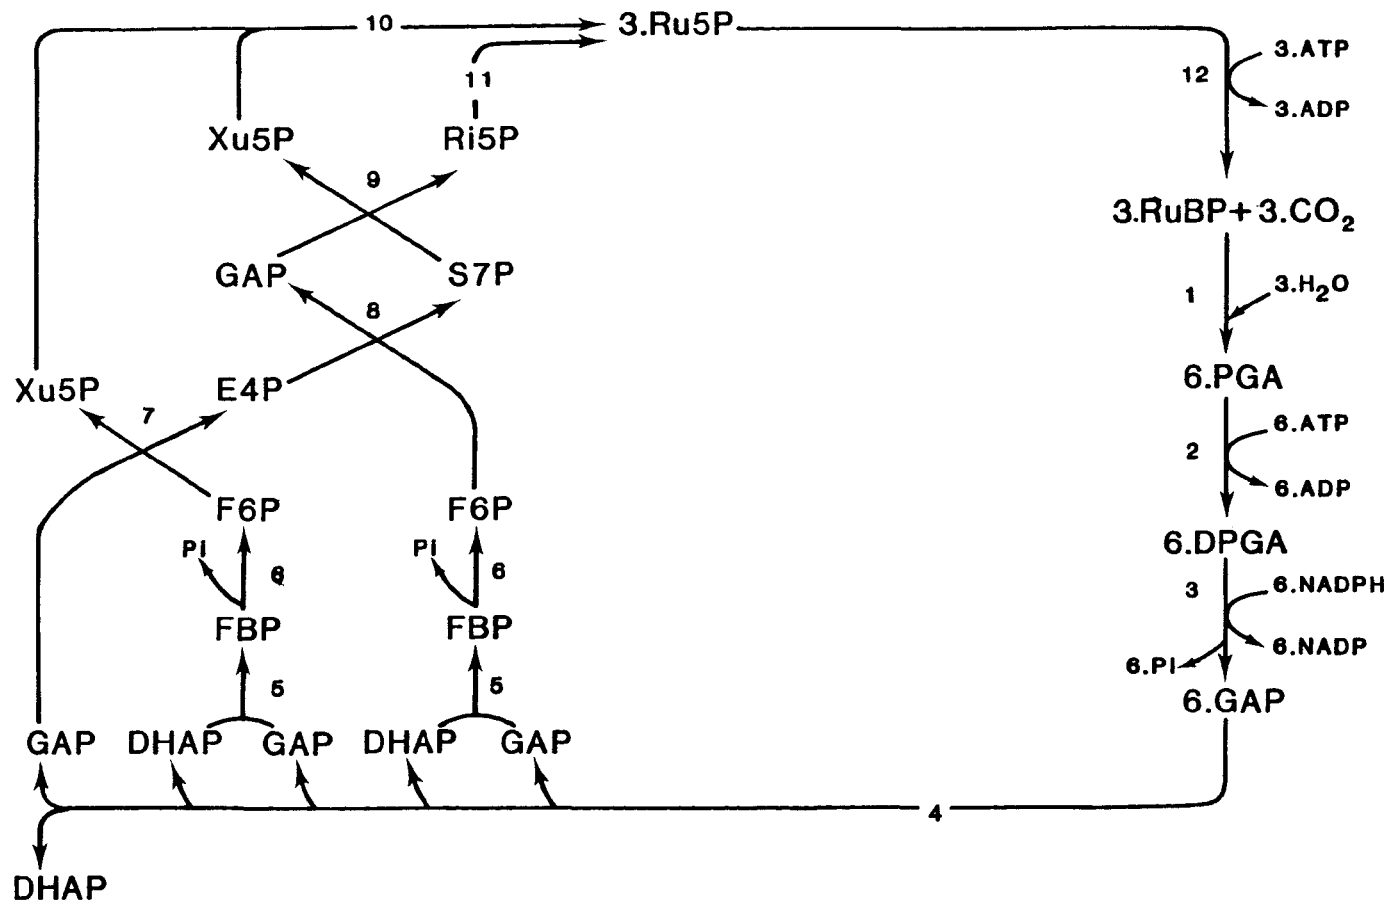 10
3.Ru5P
3.ATP
11
12
3.ADP
Xu5P
Ri5P
9
3.RuBP+3.CO₂
GAP
S7P
3.H₂O
1
8
Xu5P
E4P
6.PGA
7
6.ATP
2
6.ADP
F6P
F6P
Pi
Pi
6.DPGA
6
6
6.NADPH
3
FBP
FBP
6.NADP
6.Pi
5
5
6.GAP
GAP
DHAP
GAP
DHAP
GAP
4
DHAP